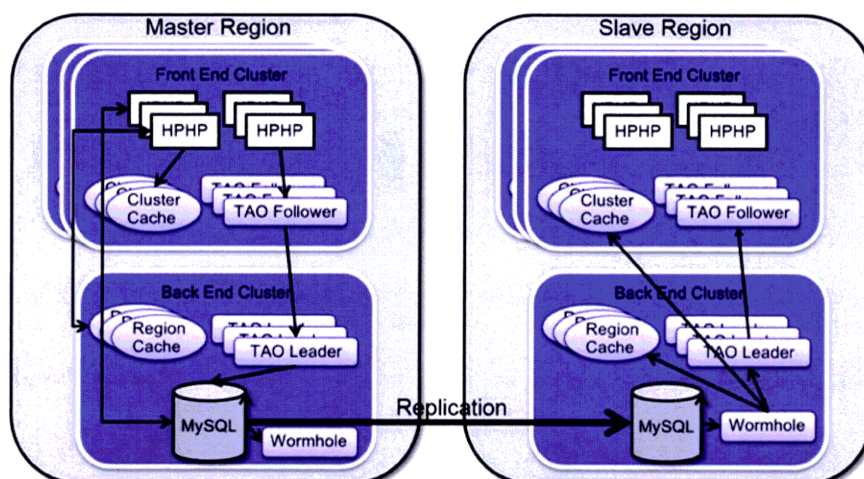 Master Region
Front End Cluster
HPHP
HPHP
Cluster
Cache
TAO Follower
Back End Cluster
Region
Cache
TAO Leader
MySQL
Wormhole
Replication
Slave Region
Front End Cluster
HPHP
HPHP
Cluster
Cache
TAO Follower
Back End Cluster
Region
Cache
TAO Leader
MySQL
Wormhole